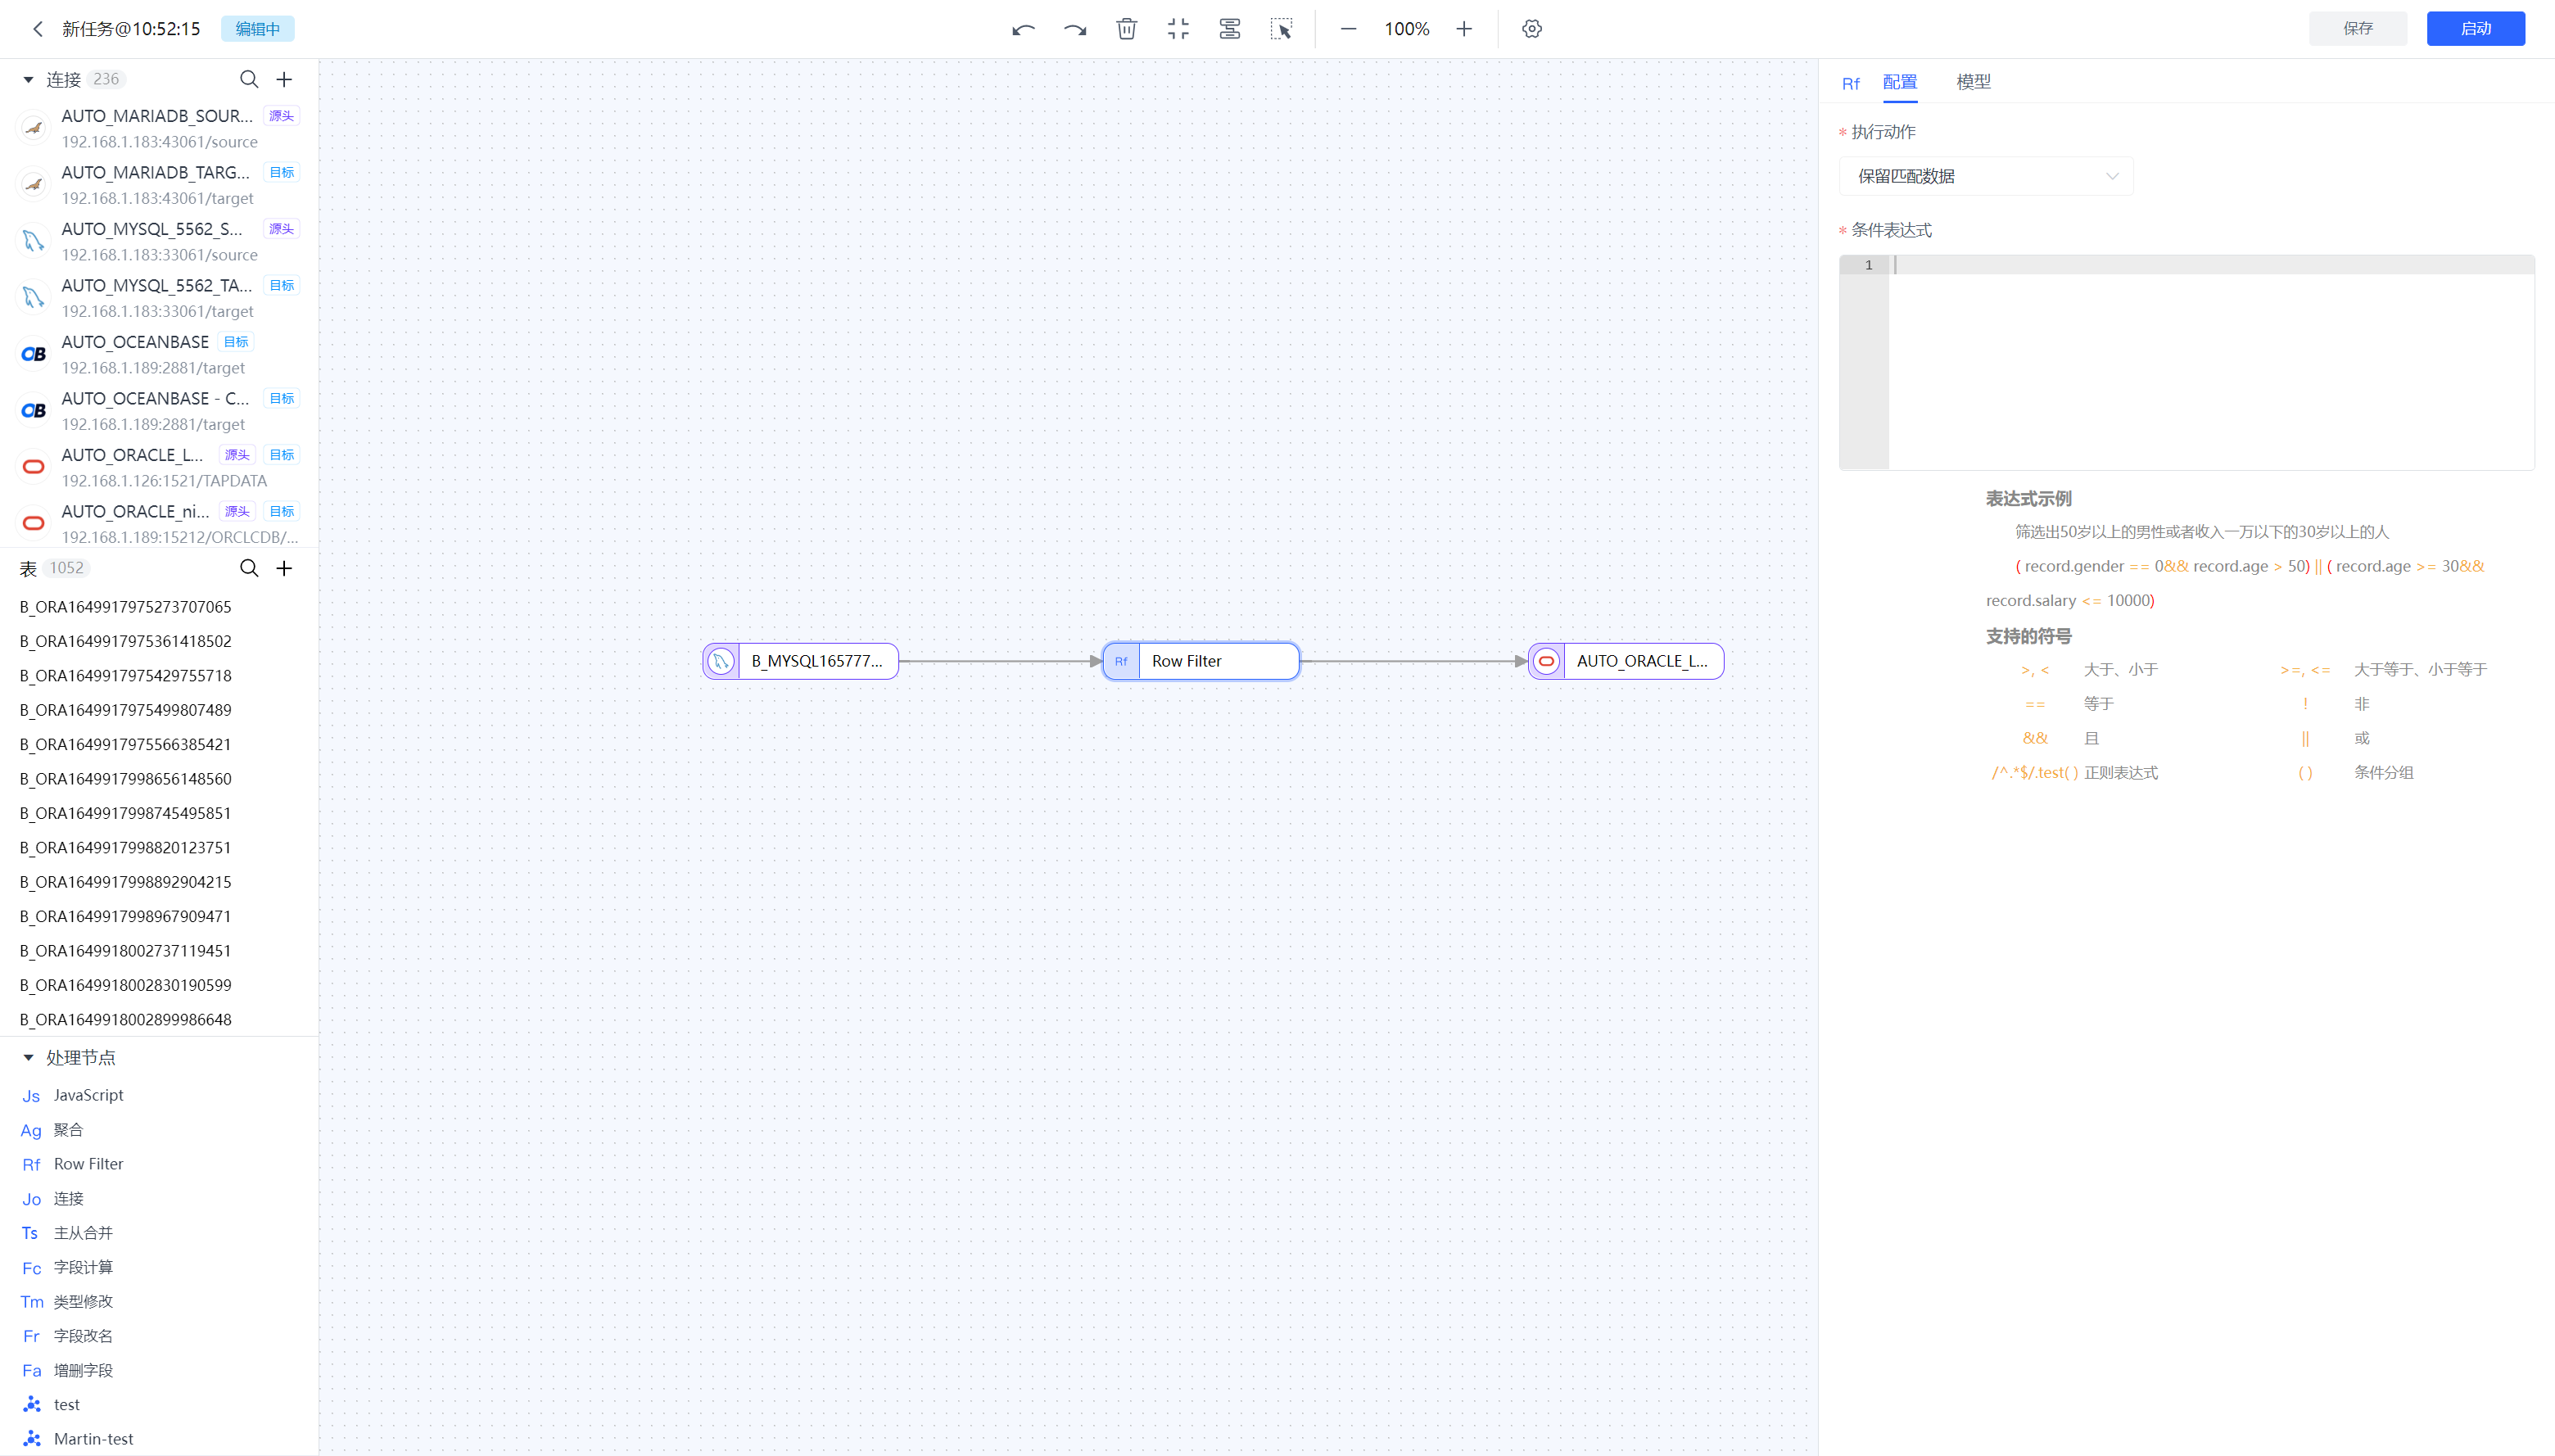 新任务@10:52:15 编辑中
100%
保存 启动
连接 236
AUTO_MARIADB_SOUR... 源头
192.168.1.183:43061/source
AUTO_MARIADB_TARG... 目标
192.168.1.183:43061/target
AUTO_MYSQL_5562_S... 源头
192.168.1.183:33061/source
AUTO_MYSQL_5562_TA... 目标
192.168.1.183:33061/target
OB AUTO_OCEANBASE 目标
192.168.1.189:2881/target
OB AUTO_OCEANBASE - C... 目标
192.168.1.189:2881/target
AUTO_ORACLE_L... 源头 目标
192.168.1.126:1521/TAPDATA
AUTO_ORACLE_ni... 源头 目标
192.168.1.189:15212/ORCLCDB/...
表 1052
B_ORA1649917975273707065
B_ORA1649917975361418502
B_ORA1649917975429755718
B_ORA1649917975499807489
B_ORA1649917975566385421
B_ORA1649917998656148560
B_ORA1649917998745495851
B_ORA1649917998820123751
B_ORA1649917998892904215
B_ORA1649917998967909471
B_ORA1649918002737119451
B_ORA1649918002830190599
B_ORA1649918002899986648
处理节点
Js JavaScript
Ag 聚合
Rf Row Filter
Jo 连接
Ts 主从合并
Fc 字段计算
Tm 类型修改
Fr 字段改名
Fa 增删字段
test
Martin-test
B_MYSQL165777...
Rf Row Filter
AUTO_ORACLE_L...
Rf 配置 模型
* 执行动作
保留匹配数据
* 条件表达式
1
表达式示例
筛选出50岁以上的男性或者收入一万以下的30岁以上的人
( record.gender == 0&& record.age > 50) || ( record.age >= 30&&
record.salary <= 10000)
支持的符号
>, < 大于、小于 >=, <= 大于等于、小于等于
== 等于 ! 非
&& 且 || 或
/^.*$/.test( ) 正则表达式 ( ) 条件分组